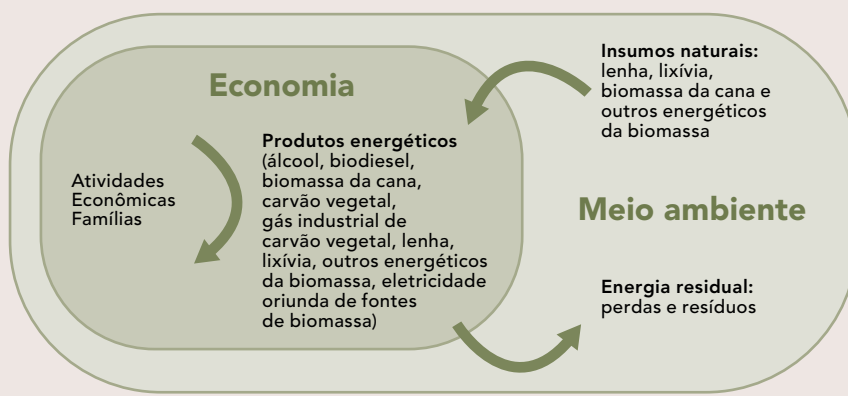 Economia
Atividades
Econômicas
Famílias
Produtos energéticos
(álcool, biodiesel,
biomassa da cana,
carvão vegetal,
gás industrial de
carvão vegetal, lenha,
lixívia, outros energéticos
da biomassa, eletricidade
oriunda de fontes
de biomassa)
Insumos naturais:
lenha, lixívia,
biomassa da cana e
outros energéticos
da biomassa
Meio ambiente
Energia residual:
perdas e resíduos